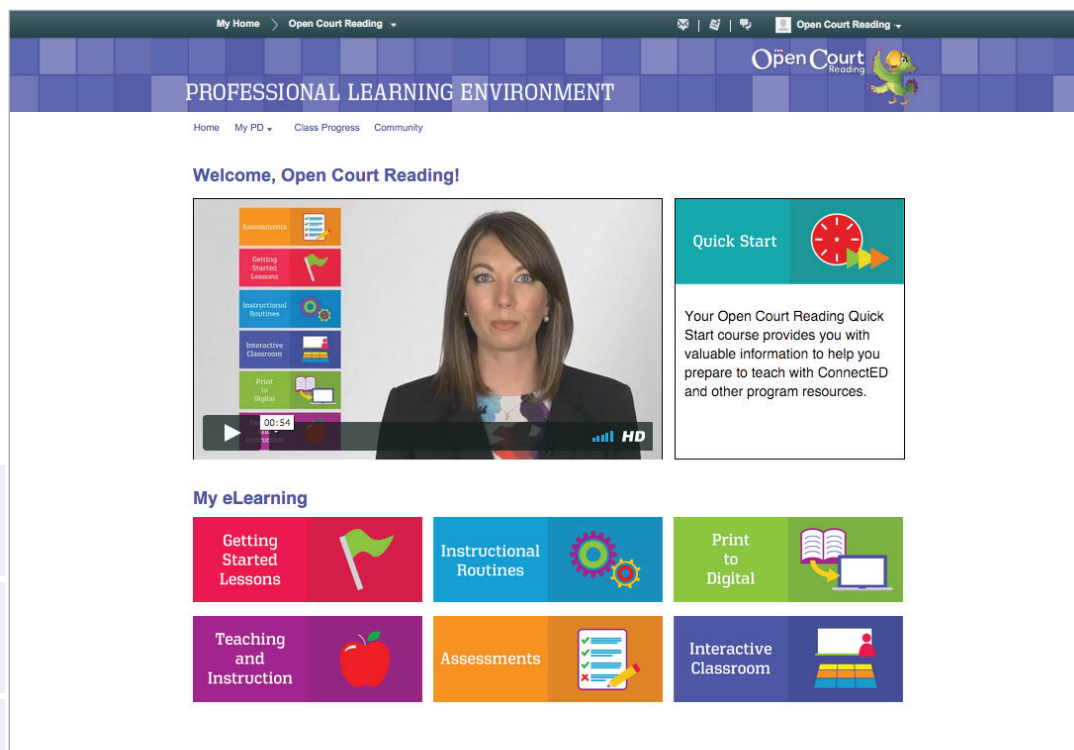 My Home
Open Court Reading
Open Court Reading
Open Court
Reading
PROFESSIONAL LEARNING ENVIRONMENT
Home
My PD
Class Progress
Community
Welcome, Open Court Reading!
Assessments
Getting
Started
Lessons
Instructional
Routines
Interactive
Classroom
Print
to
Digital
00:54
HD
Quick Start
Your Open Court Reading Quick
Start course provides you with
valuable information to help you
prepare to teach with ConnectED
and other program resources.
My eLearning
Getting
Started
Lessons
Instructional
Routines
Print
to
Digital
Teaching
and
Instruction
Assessments
Interactive
Classroom